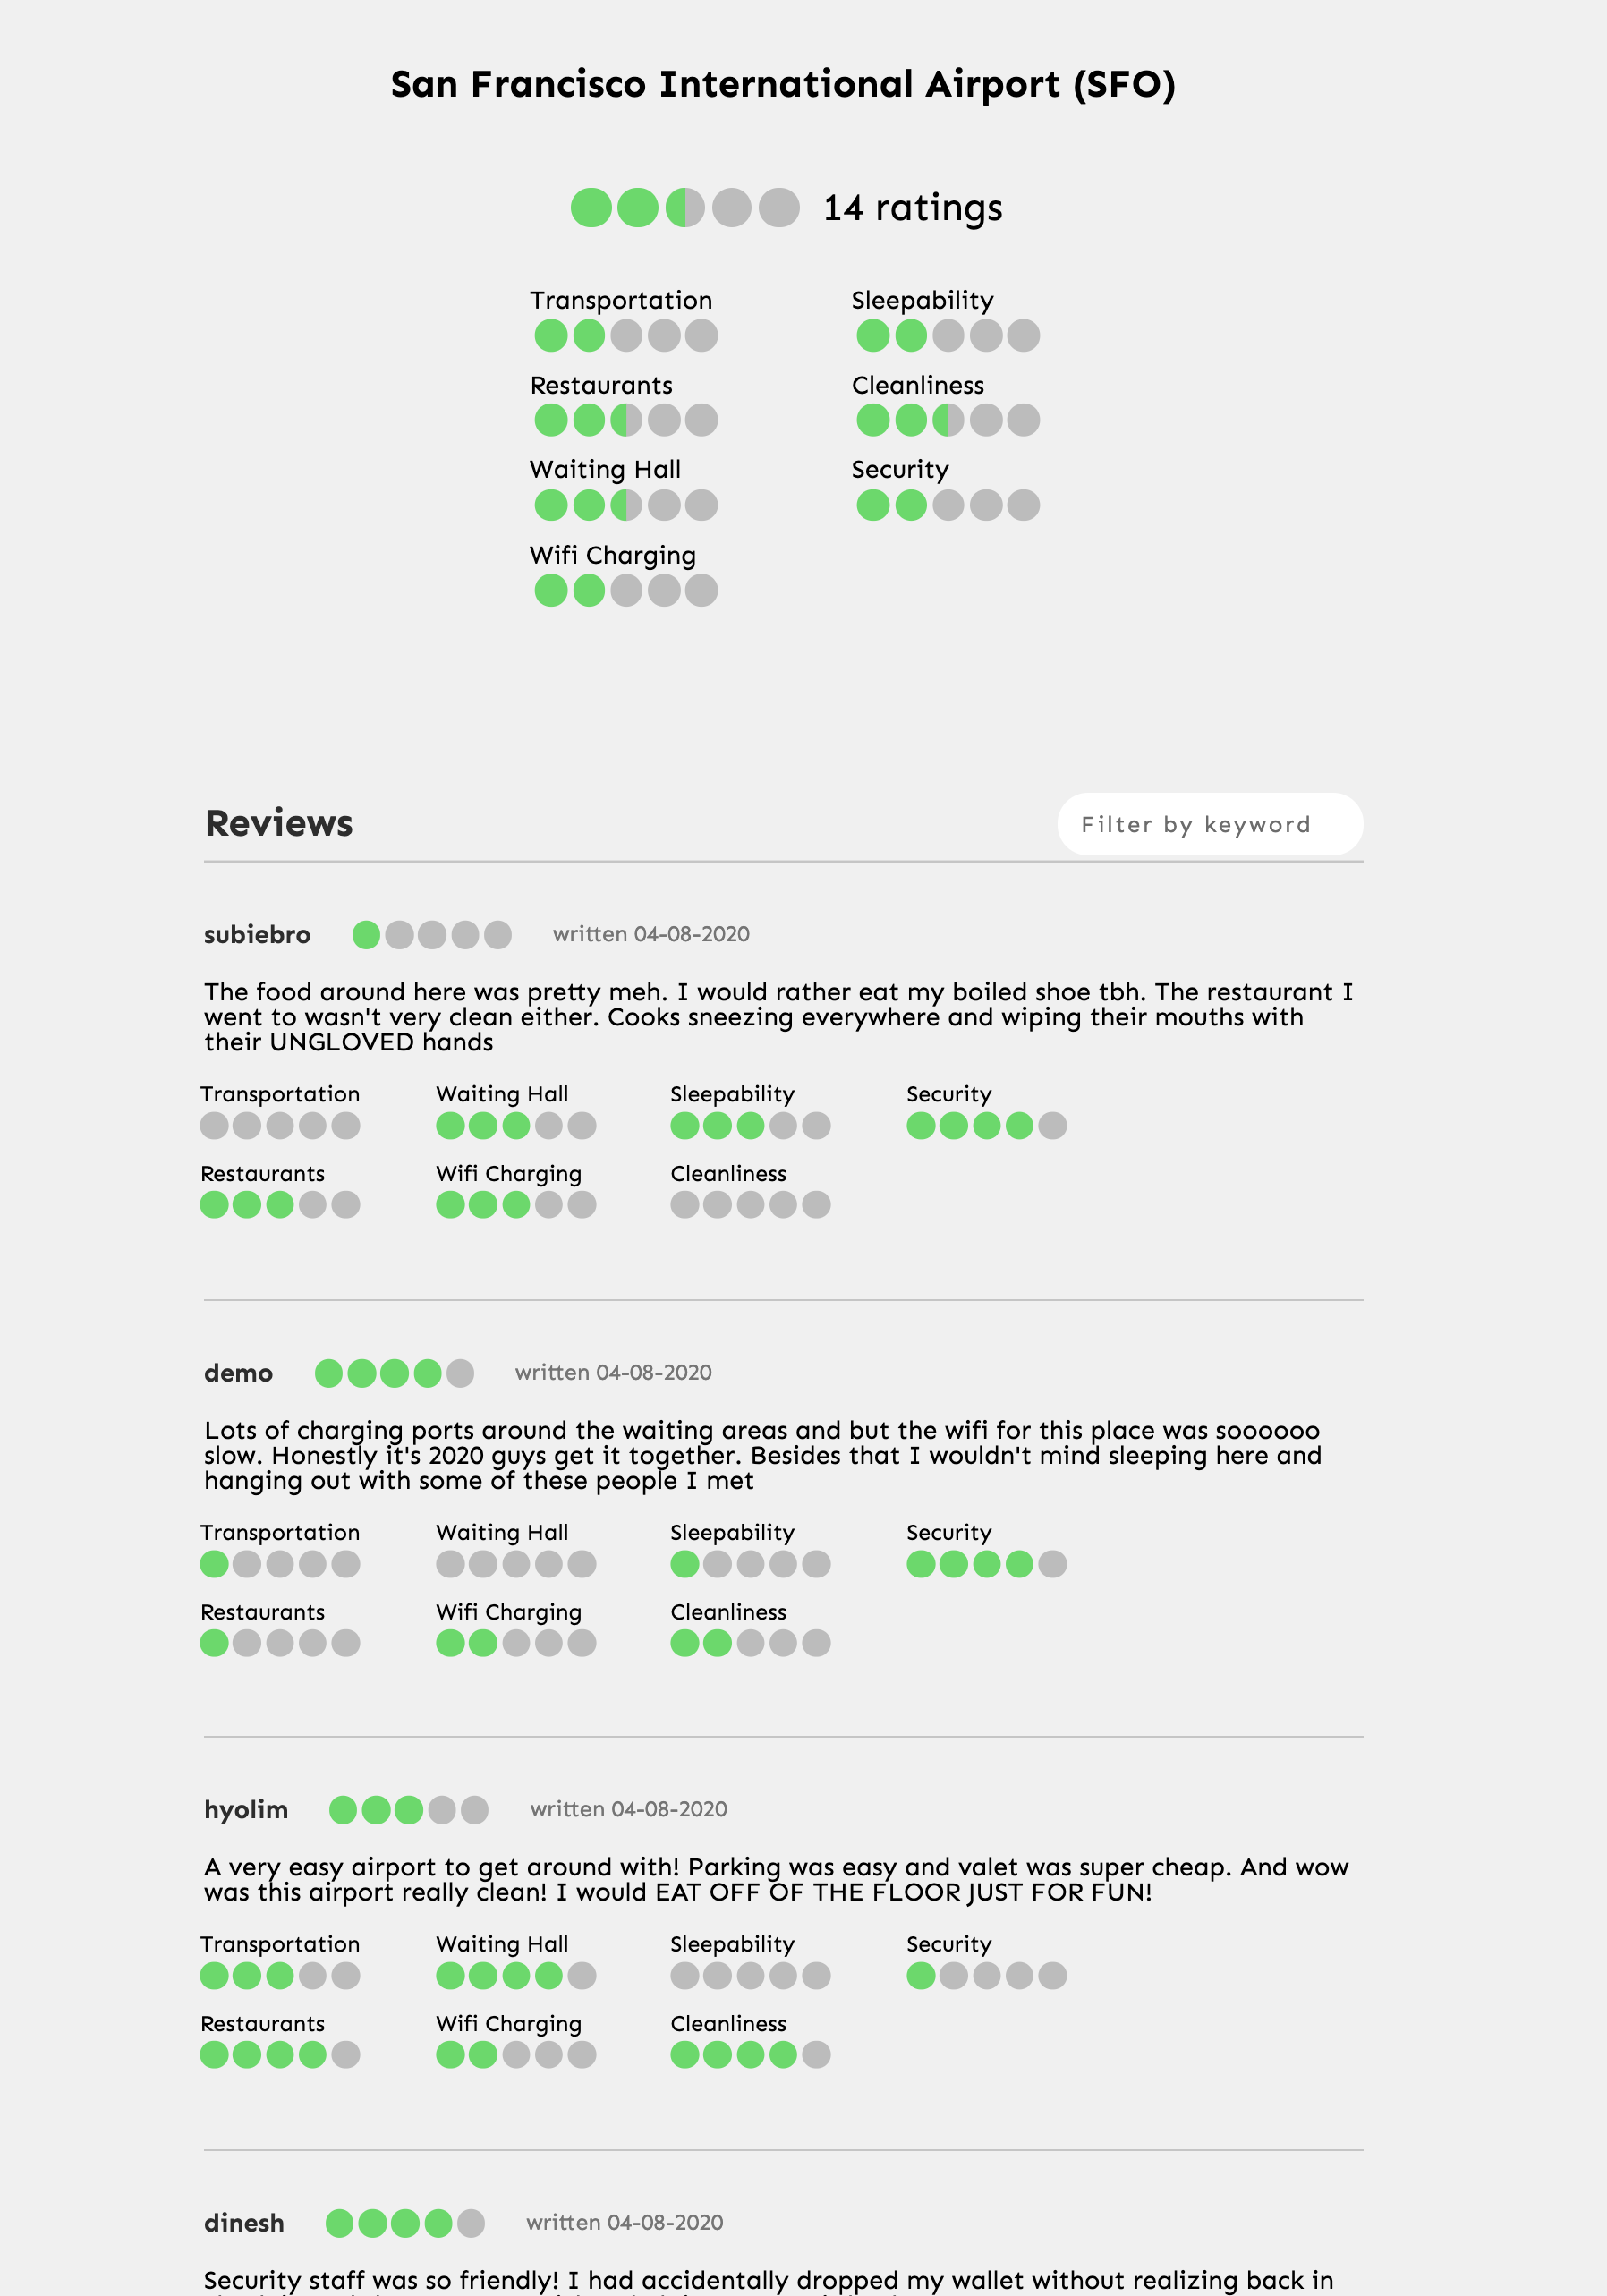 San Francisco International Airport (SFO)
14 ratings
Transportation
Sleepability
Restaurants
Cleanliness
Waiting Hall
Security
Wifi Charging
Reviews
Filter by keyword
subiebro written 04-08-2020
The food around here was pretty meh. I would rather eat my boiled shoe tbh. The restaurant I
went to wasn't very clean either. Cooks sneezing everywhere and wiping their mouths with
their UNGLOVED hands
Transportation Waiting Hall Sleepability Security
Restaurants Wifi Charging Cleanliness
demo written 04-08-2020
Lots of charging ports around the waiting areas and but the wifi for this place was soooooo
slow. Honestly it's 2020 guys get it together. Besides that I wouldn't mind sleeping here and
hanging out with some of these people I met
Transportation Waiting Hall Sleepability Security
Restaurants Wifi Charging Cleanliness
hyolim written 04-08-2020
A very easy airport to get around with! Parking was easy and valet was super cheap. And wow
was this airport really clean! I would EAT OFF OF THE FLOOR JUST FOR FUN!
Transportation Waiting Hall Sleepability Security
Restaurants Wifi Charging Cleanliness
dinesh written 04-08-2020
Security staff was so friendly! I had accidentally dropped my wallet without realizing back in